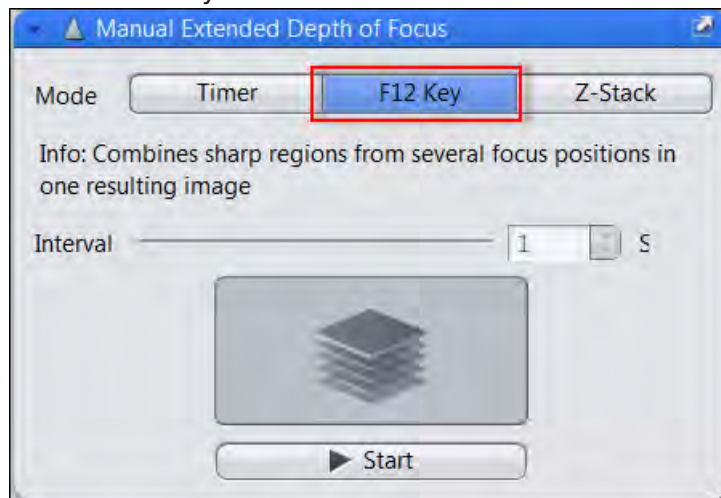 Manual Extended Depth of Focus
Mode Timer F12 Key Z-Stack
Info: Combines sharp regions from several focus positions in
one resulting image
Interval 1 S
Start